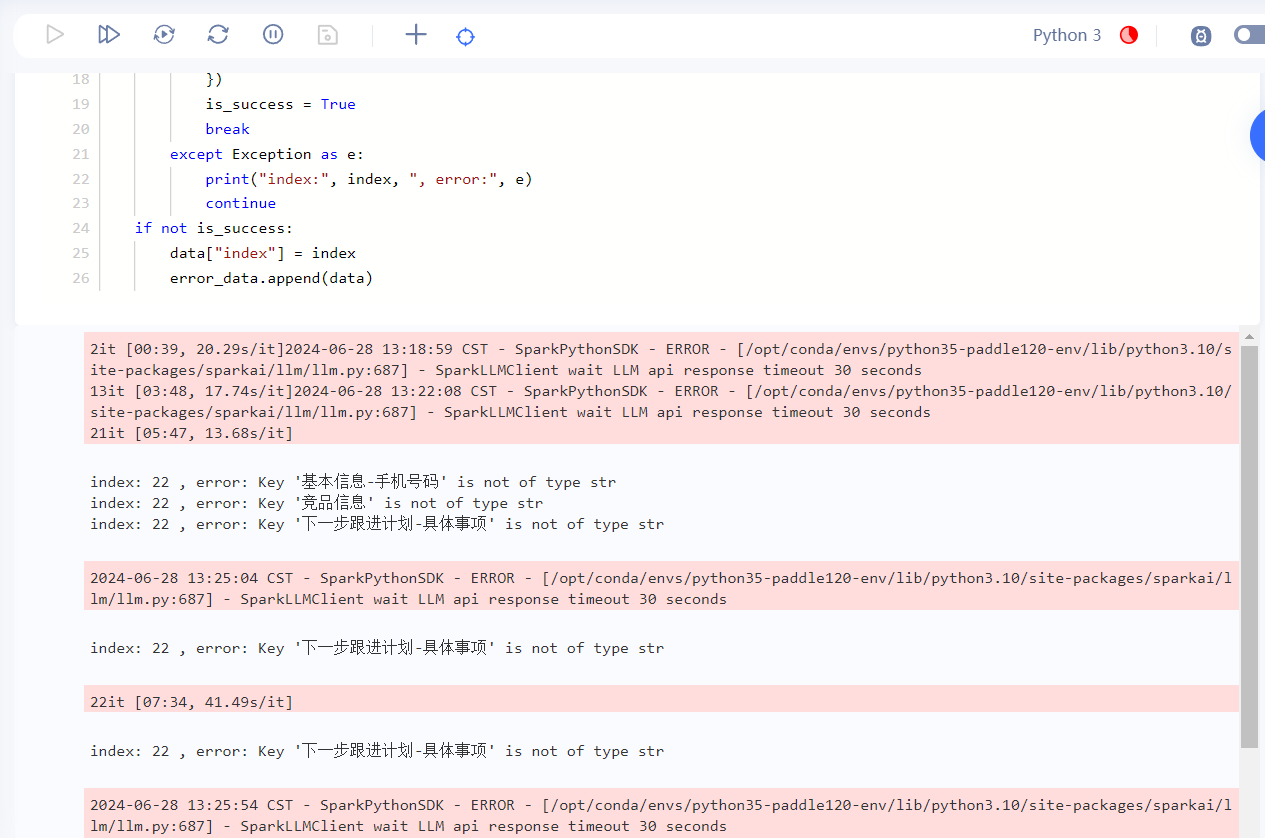 Python 3
18 })
19 is_success = True
20 break
21 except Exception as e:
22 print("index:", index, ", error:", e)
23 continue
24 if not is_success:
25 data["index"] = index
26 error_data.append(data)
2it [00:39, 20.29s/it]2024-06-28 13:18:59 CST - SparkPythonSDK - ERROR - [/opt/conda/envs/python35-paddle120-env/lib/python3.10/s
ite-packages/sparkai/llm/llm.py:687] - SparkLLMClient wait LLM api response timeout 30 seconds
13it [03:48, 17.74s/it]2024-06-28 13:22:08 CST - SparkPythonSDK - ERROR - [/opt/conda/envs/python35-paddle120-env/lib/python3.10/
site-packages/sparkai/llm/llm.py:687] - SparkLLMClient wait LLM api response timeout 30 seconds
21it [05:47, 13.68s/it]
index: 22 , error: Key '基本信息-手机号码' is not of type str
index: 22 , error: Key '竞品信息' is not of type str
index: 22 , error: Key '下一步跟进计划-具体事项' is not of type str
2024-06-28 13:25:04 CST - SparkPythonSDK - ERROR - [/opt/conda/envs/python35-paddle120-env/lib/python3.10/site-packages/sparkai/l
lm/llm.py:687] - SparkLLMClient wait LLM api response timeout 30 seconds
index: 22 , error: Key '下一步跟进计划-具体事项' is not of type str
22it [07:34, 41.49s/it]
index: 22 , error: Key '下一步跟进计划-具体事项' is not of type str
2024-06-28 13:25:54 CST - SparkPythonSDK - ERROR - [/opt/conda/envs/python35-paddle120-env/lib/python3.10/site-packages/sparkai/l
lm/llm.py:687] - SparkLLMClient wait LLM api response timeout 30 seconds